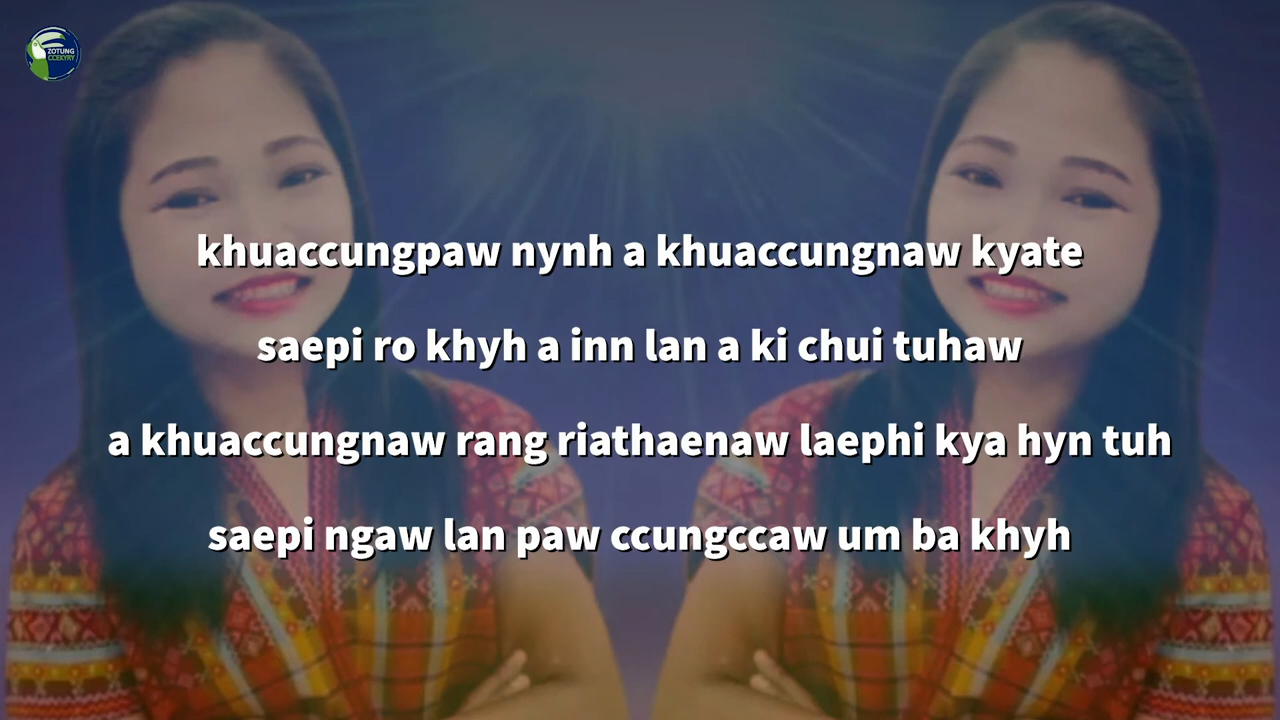 ZOTUNG
CCEKYRY
khuaccungpaw nynh a khuaccungnaw kyate
saepi ro khyh a inn lan a ki chui tuhaw
a khuaccungnaw rang riathaenaw laephi kya hyn tuh
saepi ngaw lan paw ccungccaw um ba khyh